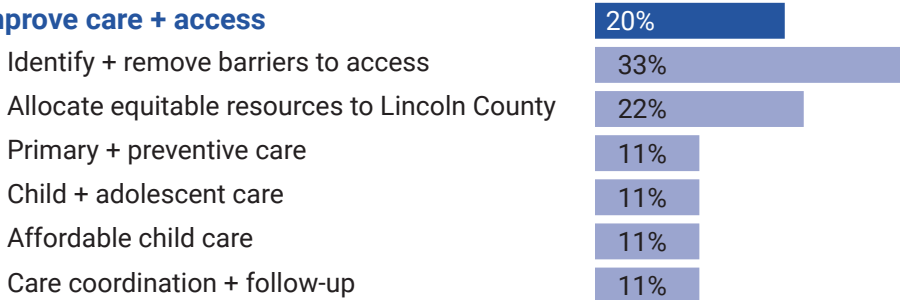 prove care + access 20%
Identify + remove barriers to access 33%
Allocate equitable resources to Lincoln County 22%
Primary + preventive care 11%
Child + adolescent care 11%
Affordable child care 11%
Care coordination + follow-up 11%